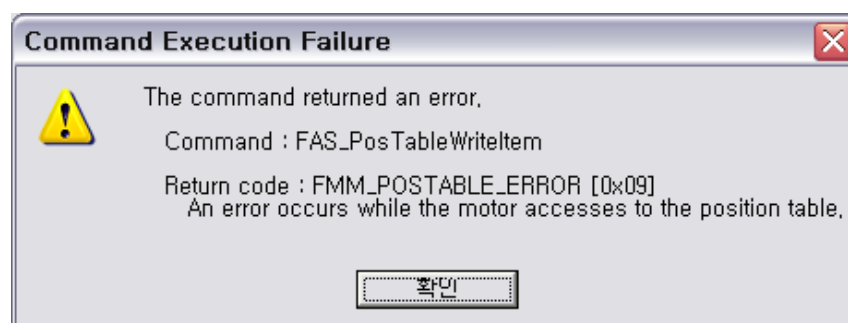 Command Execution Failure
The command returned an error,
Command : FAS_PosTableWriteItem
Return code : FMM_POSTABLE_ERROR [0x09]
An error occurs while the motor accesses to the position table,
확인